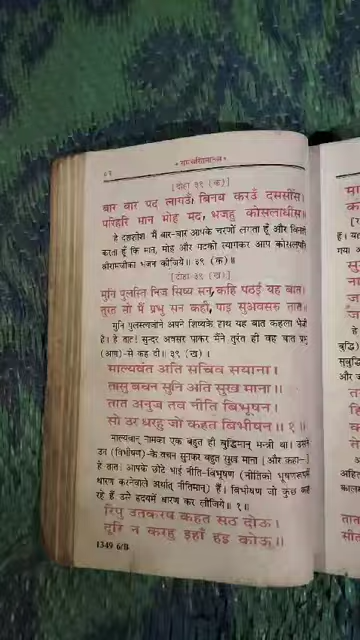 * रामचरितमानस *
[दोहा ३९ (क)]
बार बार पद लागउँ, बिनय करउँ दससीस।
परिहरि मान मोह मद, भजहु कोसलाधीस॥
हे दशशीश! मैं बार-बार आपके चरणों लगता हूँ और विनती
करता हूँ कि मान, मोह और मदको त्यागकर आप कोसलपति
श्रीरामजीका भजन कीजिये॥ ३९ (क)॥
[दोहा ३९ (ख)]
मुनि पुलस्ति निज सिष्य सन, कहि पठई यह बात।
तुरत सो मैं प्रभु सन कही, पाइ सुअवसरु तात॥
मुनि पुलस्त्यजीने अपने शिष्यके हाथ यह बात कहला भेजी
है। हे तात! सुन्दर अवसर पाकर मैंने तुरंत ही वह बात प्रभु
(आप)-से कह दी॥ ३९ (ख)।
माल्यवंत अति सचिव सयाना।
तासु बचन सुनि अति सुख माना॥
तात अनुज तव नीति बिभूषन।
सो उर धरहु जो कहत बिभीषन॥ १॥
माल्यवान् नामका एक बहुत ही बुद्धिमान् मन्त्री था। उसने
उन (विभीषण)-के वचन सुनकर बहुत सुख माना (और कहा-)
हे तात! आपके छोटे भाई नीति-विभूषण (नीतिको भूषणरूपमें
धारण करनेवाले अर्थात् नीतिमान्) हैं। विभीषण जो कुछ कह
रहे हैं उसे हृदयमें धारण कर लीजिये॥ १॥
रिपु उतकरष कहत सठ दोऊ।
दूरि न करहु इहाँ हइ कोऊ॥
1349 6/B